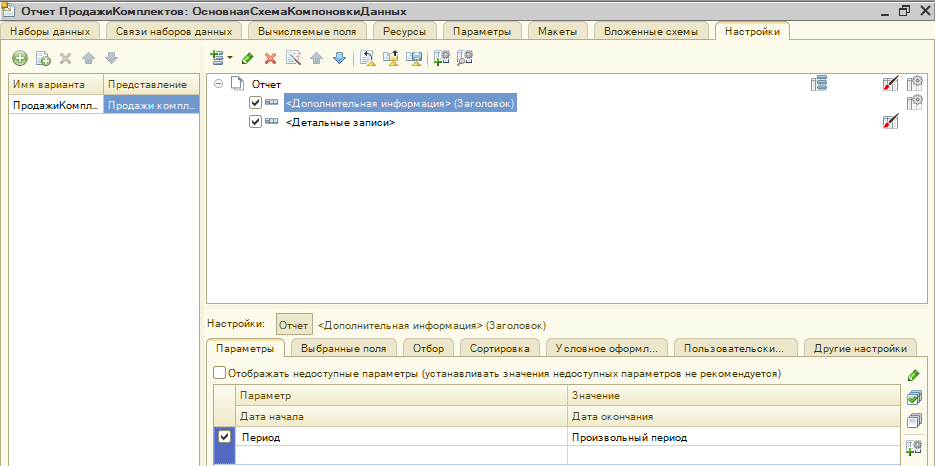 Отчет ПродажиКомплектов: ОсновнаяСхемаКомпоновкиДанных
Наборы данных Связи наборов данных Вычисляемые поля Ресурсы Параметры Макеты Вложенные схемы Настройки
Имя варианта Представление
ПродажиКомпл... Продажи компл...
Отчет
<Дополнительная информация> (Заголовок)
<Детальные записи>
Настройки: Отчет <Дополнительная информация> (Заголовок)
Параметры Выбранные поля Отбор Сортировка Условное оформл... Пользовательски... Другие настройки
Отображать недоступные параметры (устанавливать значения недоступных параметров не рекомендуется)
Параметр Значение
Дата начала Дата окончания
Период Произвольный период